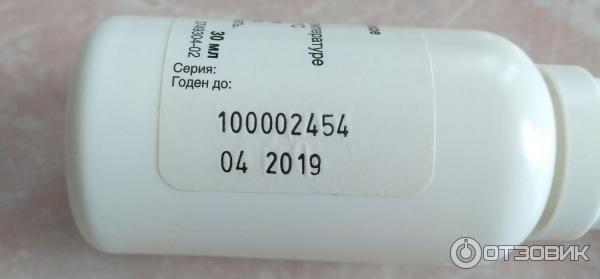 30 мл
Серия:
Годен до:
100002454
04 2019
ОТЗОВИК